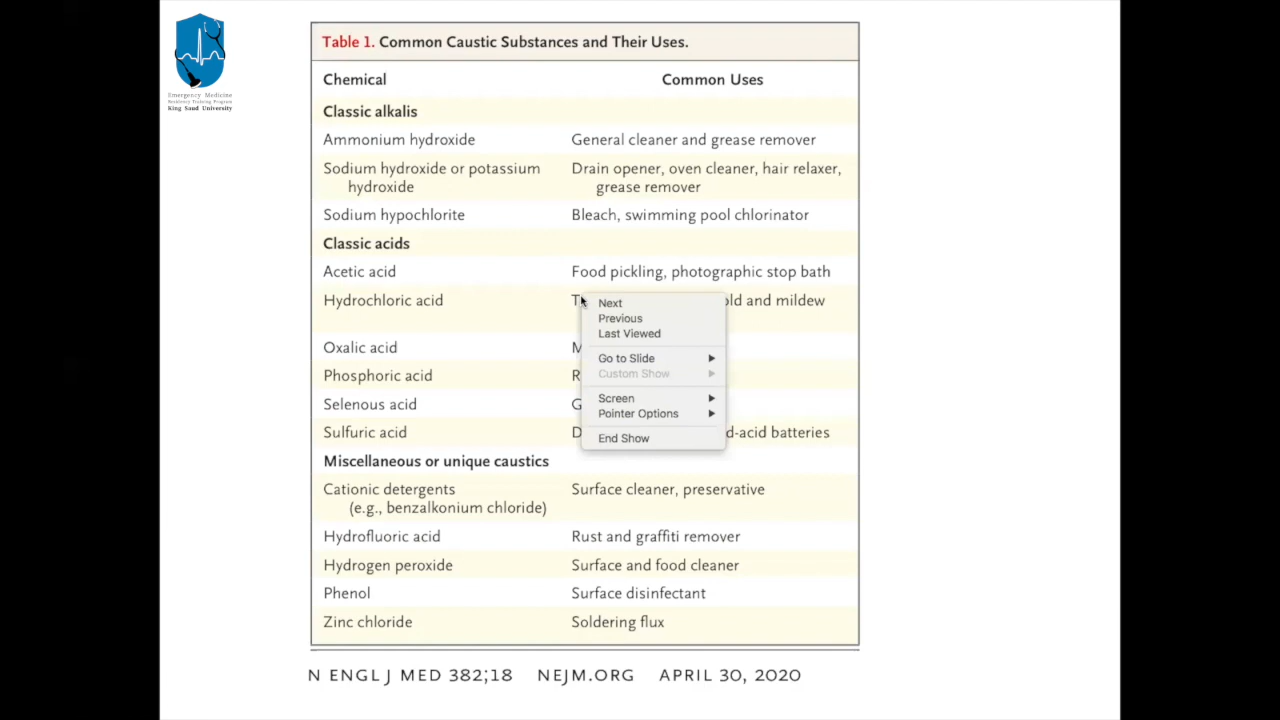 Emergency Medicine
Residency Training Program
King Saud University
Table 1. Common Caustic Substances and Their Uses.
Chemical Common Uses
Classic alkalis
Ammonium hydroxide General cleaner and grease remover
Sodium hydroxide or potassium Drain opener, oven cleaner, hair relaxer,
hydroxide grease remover
Sodium hypochlorite Bleach, swimming pool chlorinator
Classic acids
Acetic acid Food pickling, photographic stop bath
Hydrochloric acid and mildew
Oxalic acid
Phosphoric acid
Selenous acid
Sulfuric acid batteries
Next
Previous
Last Viewed
Go to Slide
Custom Show
Screen
Pointer Options
End Show
Miscellaneous or unique caustics
Cationic detergents Surface cleaner, preservative
(e.g., benzalkonium chloride)
Hydrofluoric acid Rust and graffiti remover
Hydrogen peroxide Surface and food cleaner
Phenol Surface disinfectant
Zinc chloride Soldering flux
N ENGL J MED 382;18 NEJM.ORG APRIL 30, 2020